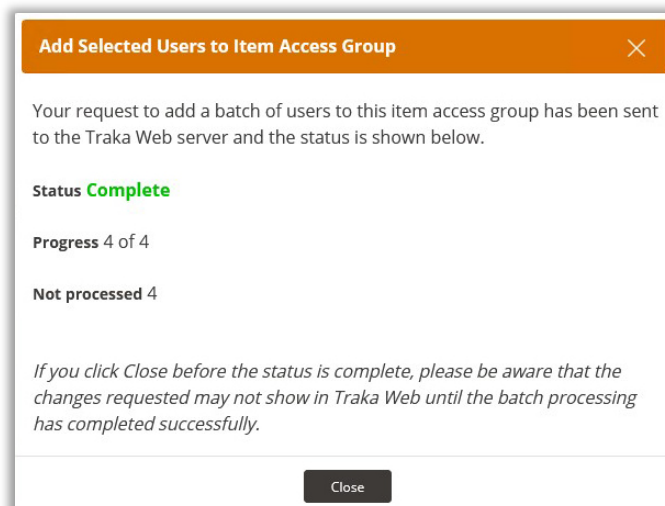 Add Selected Users to Item Access Group
Your request to add a batch of users to this item access group has been sent
to the Traka Web server and the status is shown below.
Status Complete
Progress 4 of 4
Not processed 4
If you click Close before the status is complete, please be aware that the
changes requested may not show in Traka Web until the batch processing
has completed successfully.
Close